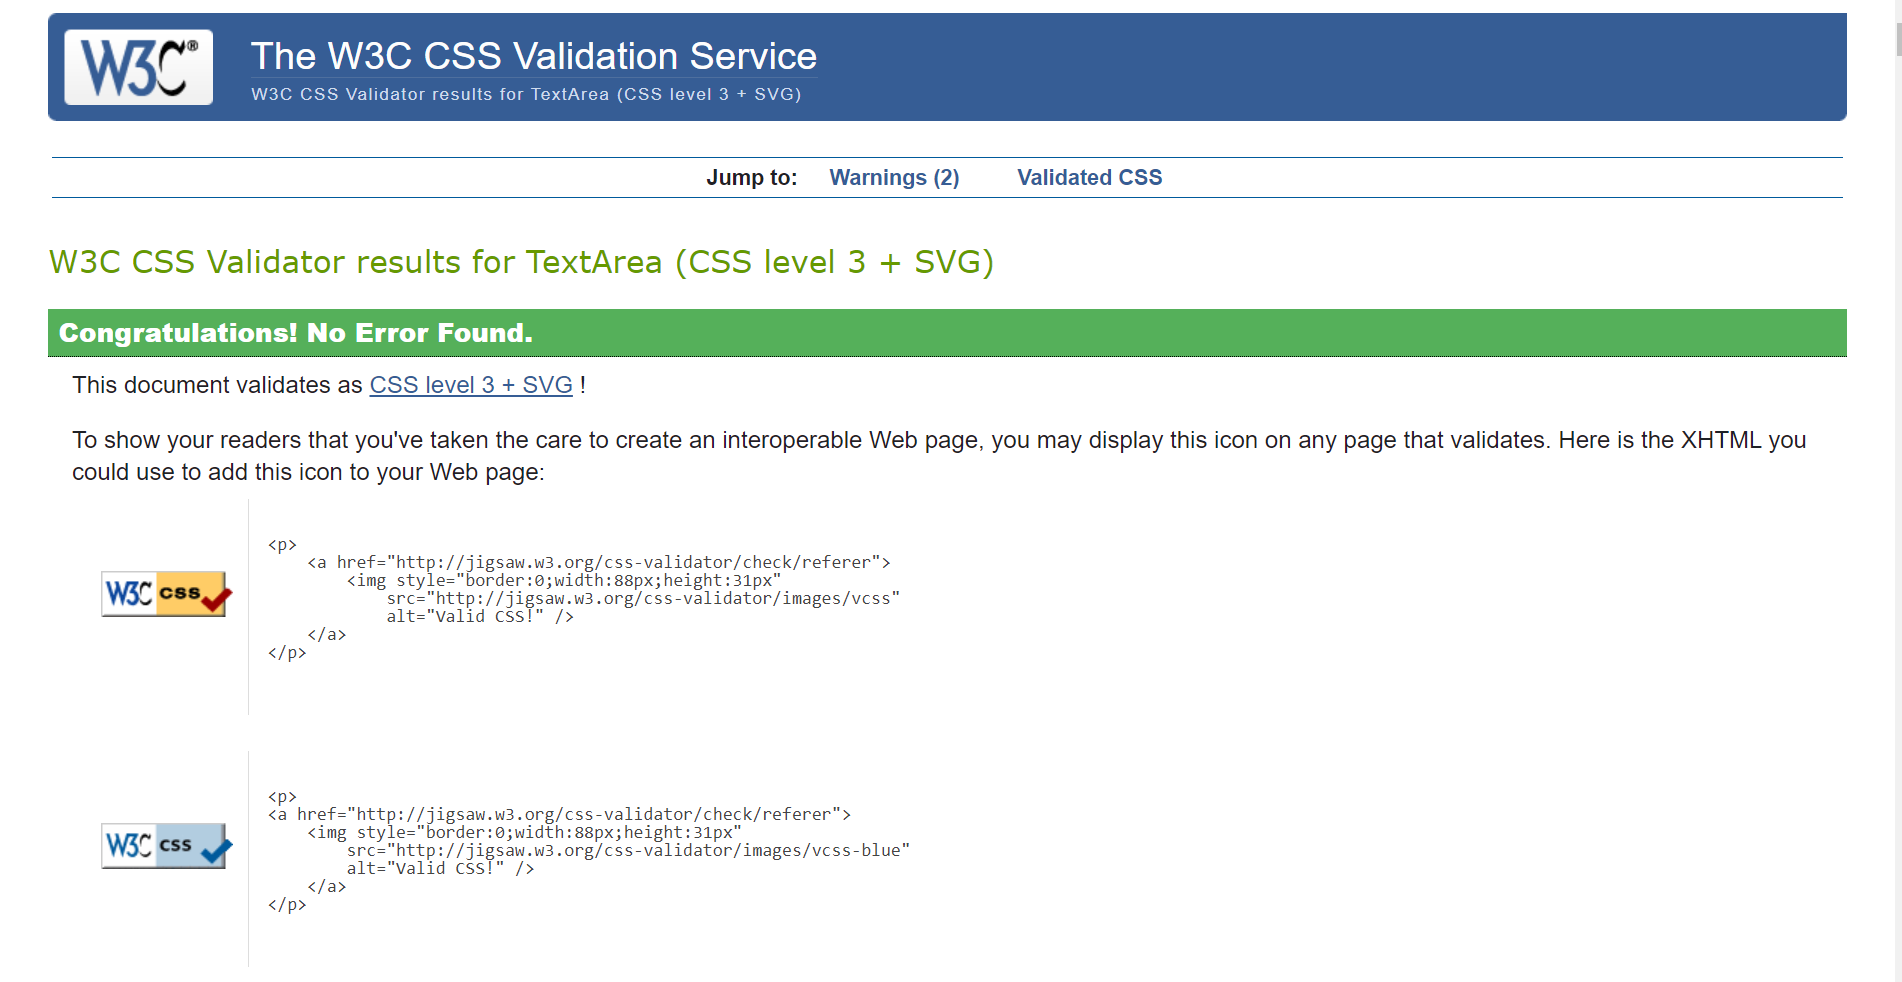 W3C®
The W3C CSS Validation Service
W3C CSS Validator results for TextArea (CSS level 3 + SVG)
Jump to: Warnings (2) Validated CSS
W3C CSS Validator results for TextArea (CSS level 3 + SVG)
Congratulations! No Error Found.
This document validates as CSS level 3 + SVG !
To show your readers that you've taken the care to create an interoperable Web page, you may display this icon on any page that validates. Here is the XHTML you
could use to add this icon to your Web page:
W3C css
<p>
    <a href="http://jigsaw.w3.org/css-validator/check/referer">
        <img style="border:0;width:88px;height:31px"
            src="http://jigsaw.w3.org/css-validator/images/vcss"
            alt="Valid CSS!" />
    </a>
</p>
W3C css
<p>
<a href="http://jigsaw.w3.org/css-validator/check/referer">
    <img style="border:0;width:88px;height:31px"
        src="http://jigsaw.w3.org/css-validator/images/vcss-blue"
        alt="Valid CSS!" />
    </a>
</p>